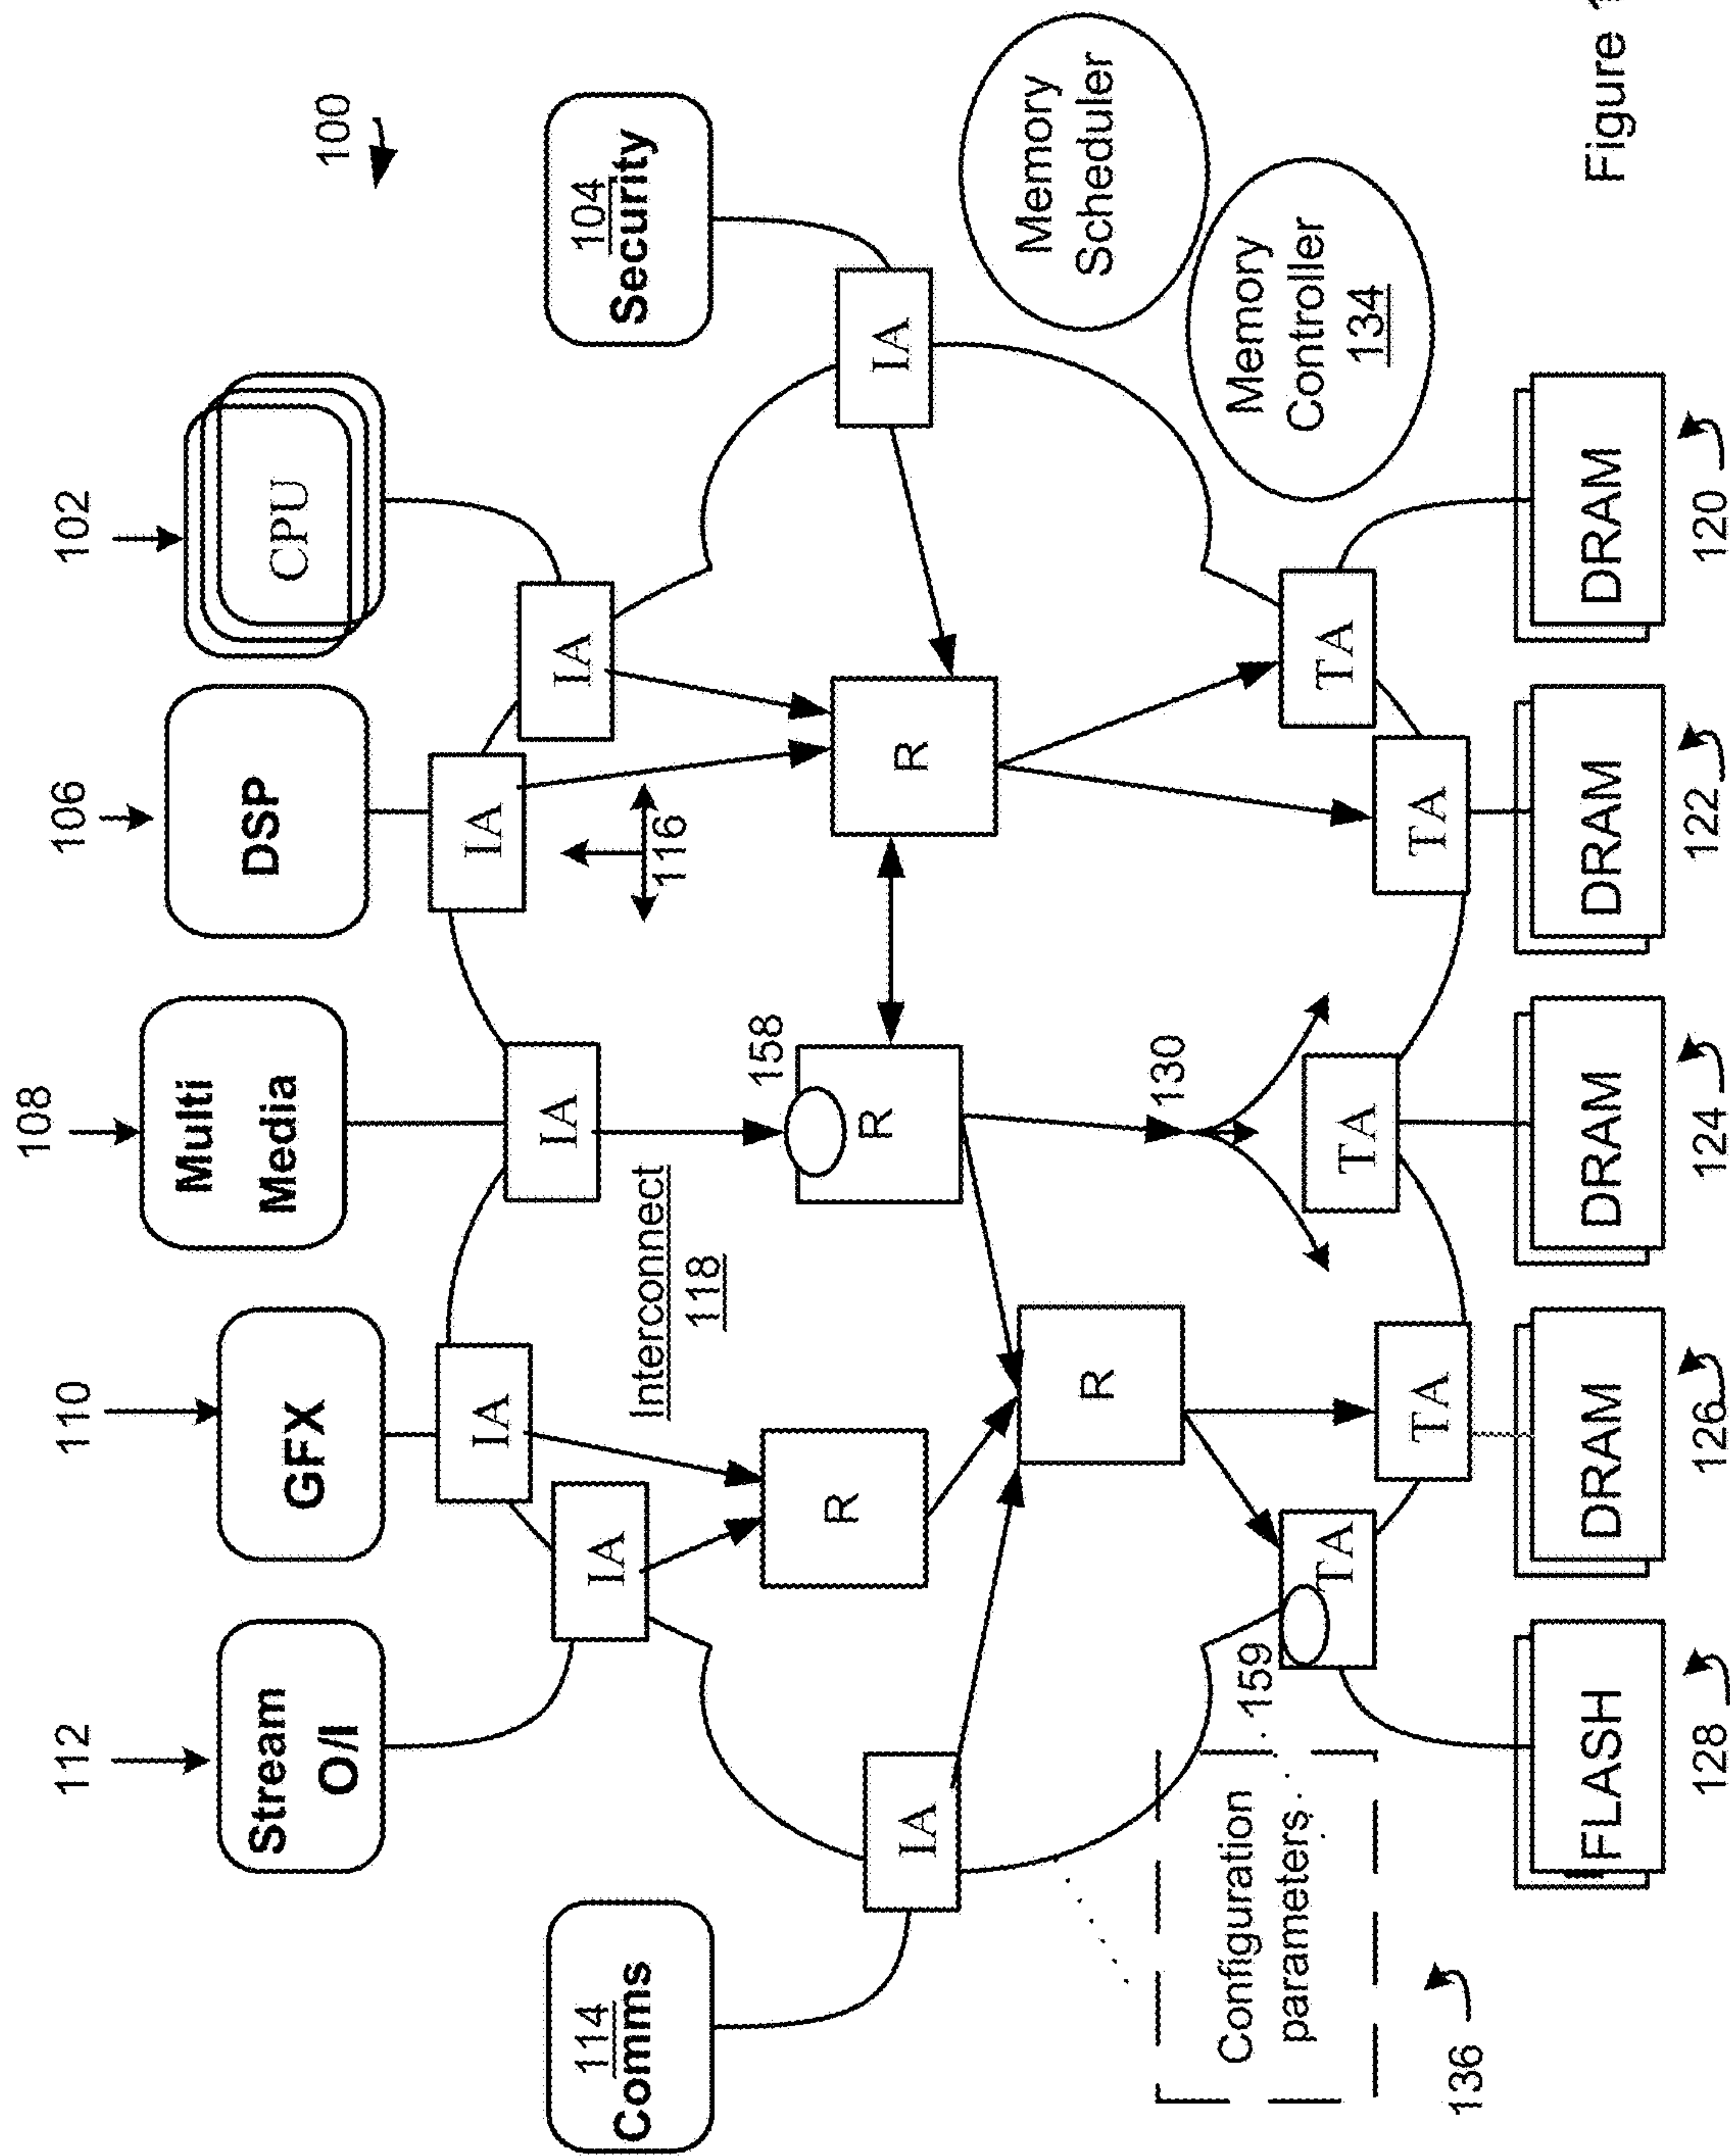 112
110
108
106
102
100
114
Comms
Stream
O/I
GFX
Multi
Media
DSP
CPU
104
Security
IA
IA
IA
IA
IA
IA
IA
Interconnect
118
116
158
R
R
R
R
130
Memory
Scheduler
Memory
Controller
134
Configuration
parameters
159
136
TA
TA
TA
TA
TA
FLASH
DRAM
DRAM
DRAM
DRAM
128
126
124
122
120
Figure 1